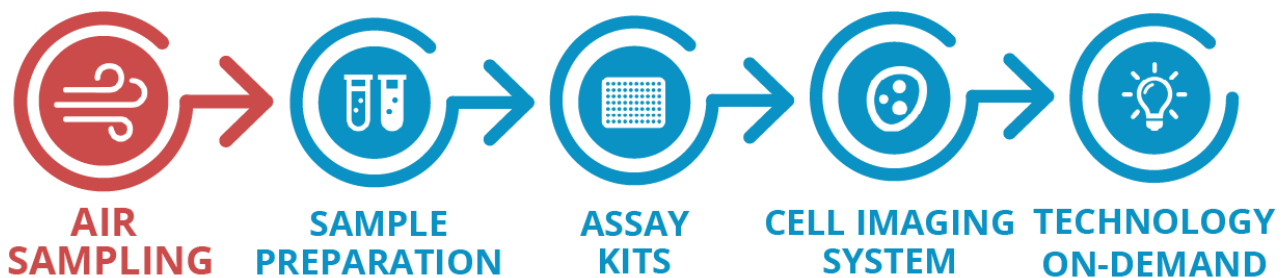 AIR
SAMPLING
SAMPLE
PREPARATION
ASSAY
KITS
CELL IMAGING
SYSTEM
TECHNOLOGY
ON-DEMAND